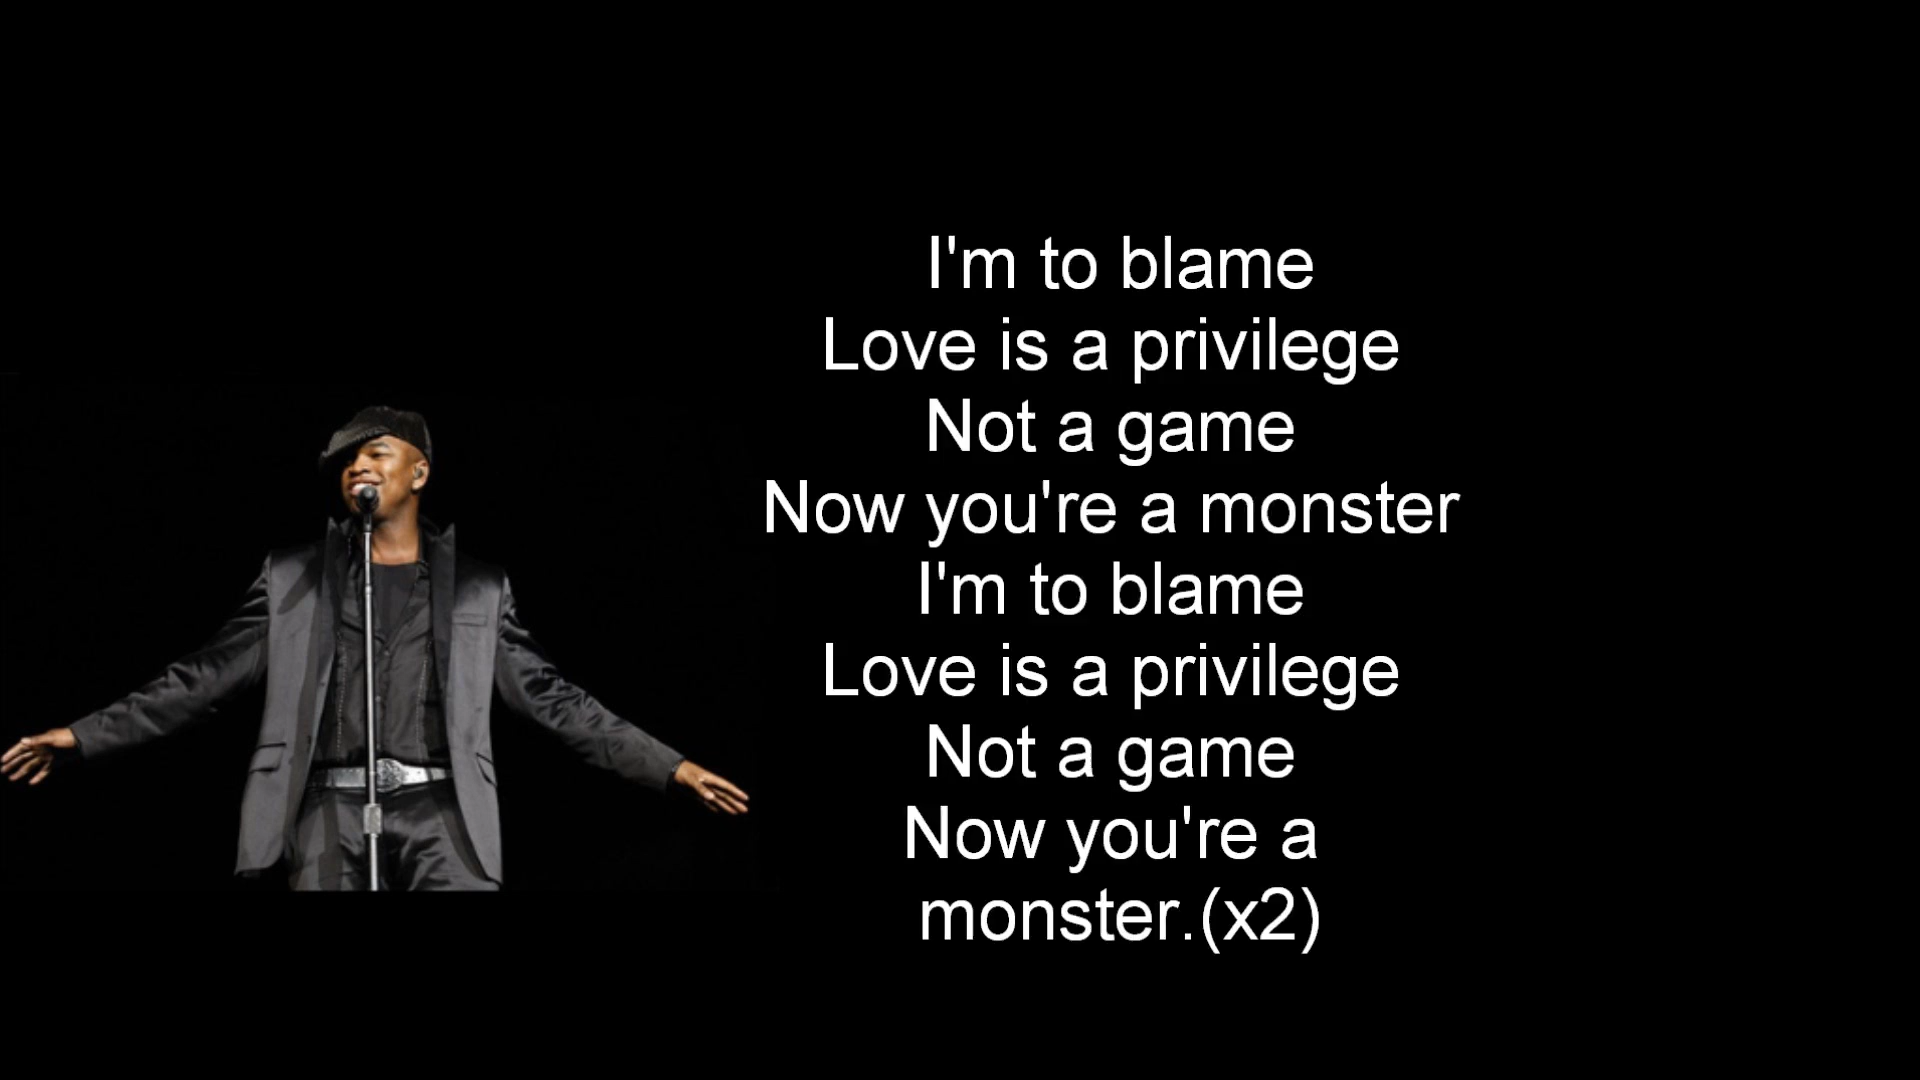 I'm to blame
Love is a privilege
Not a game
Now you're a monster
I'm to blame
Love is a privilege
Not a game
Now you're a
monster.(x2)